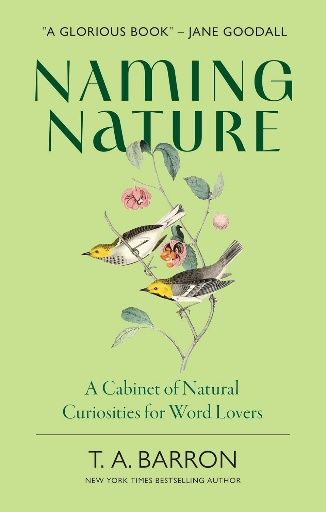 "A GLORIOUS BOOK" – JANE GOODALL
NAMING
NATURE
A Cabinet of Natural
Curiosities for Word Lovers
T. A. BARRON
NEW YORK TIMES BESTSELLING AUTHOR